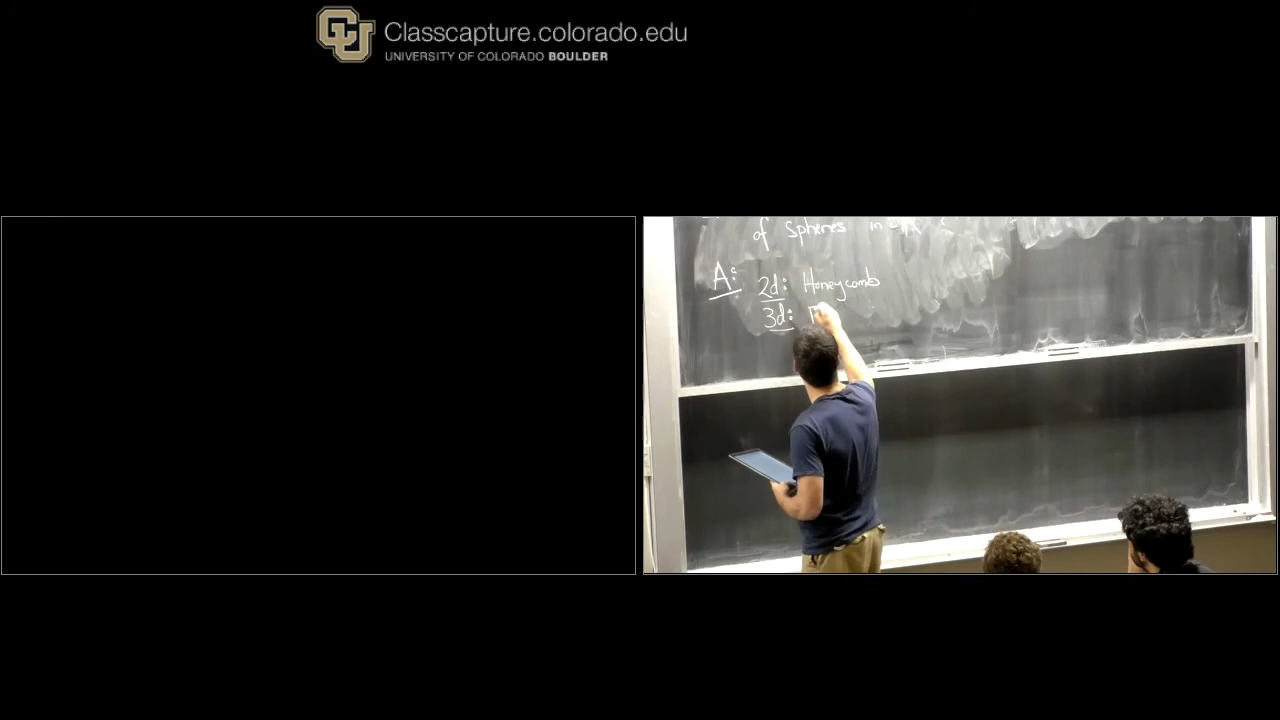 Classcapture.colorado.edu
UNIVERSITY OF COLORADO BOULDER
of Spheres in
A:
2d: Honeycomb
3d: